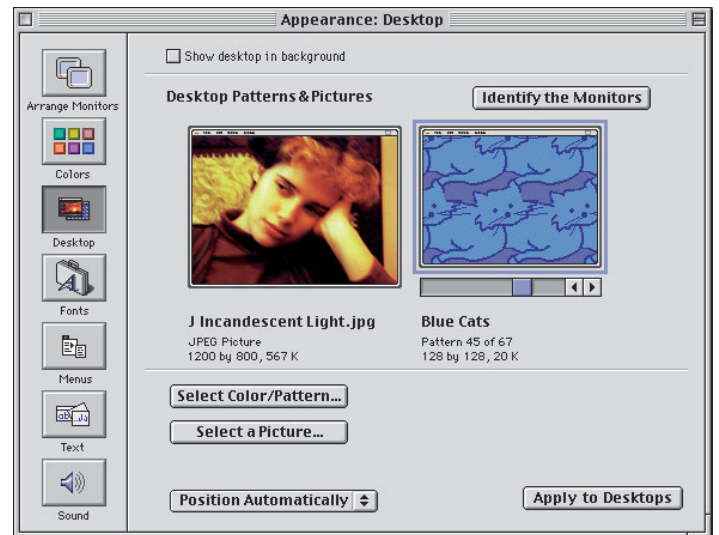 Appearance: Desktop
Show desktop in background
Arrange Monitors
Colors
Desktop
Fonts
Menus
Text
Sound
Desktop Patterns & Pictures
Identify the Monitors
J Incandescent Light.jpg
JPEG Picture
1200 by 800, 567 K
Blue Cats
Pattern 45 of 67
128 by 128, 20 K
Select Color/Pattern...
Select a Picture...
Position Automatically
Apply to Desktops